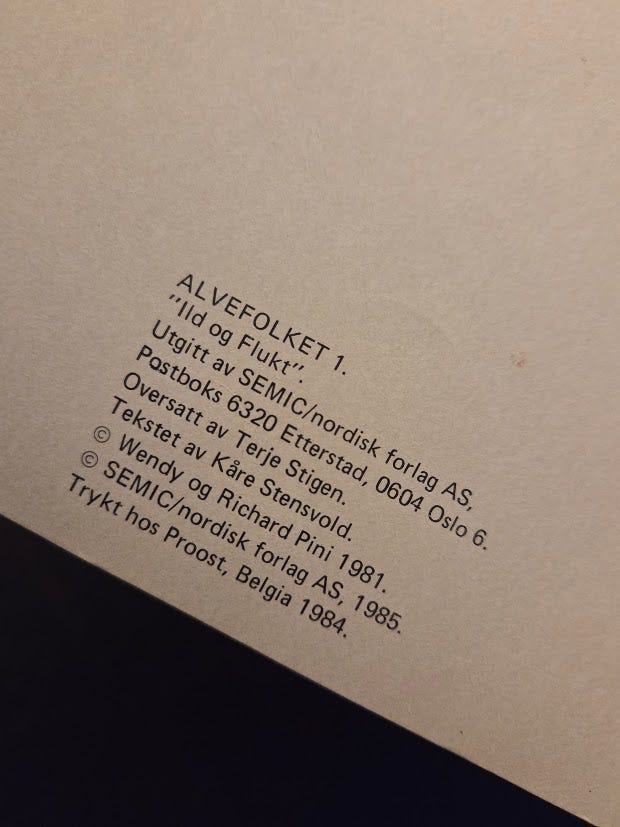 ALVEFOLKET 1.
"Ild og Flukt".
Utgitt av SEMIC/nordisk forlag AS,
Postboks 6320 Etterstad, 0604 Oslo 6.
Oversatt av Terje Stigen.
Tekstet av Kåre Stensvold.
© Wendy og Richard Pini 1981.
© SEMIC/nordisk forlag AS, 1985.
Trykt hos Proost, Belgia 1984.